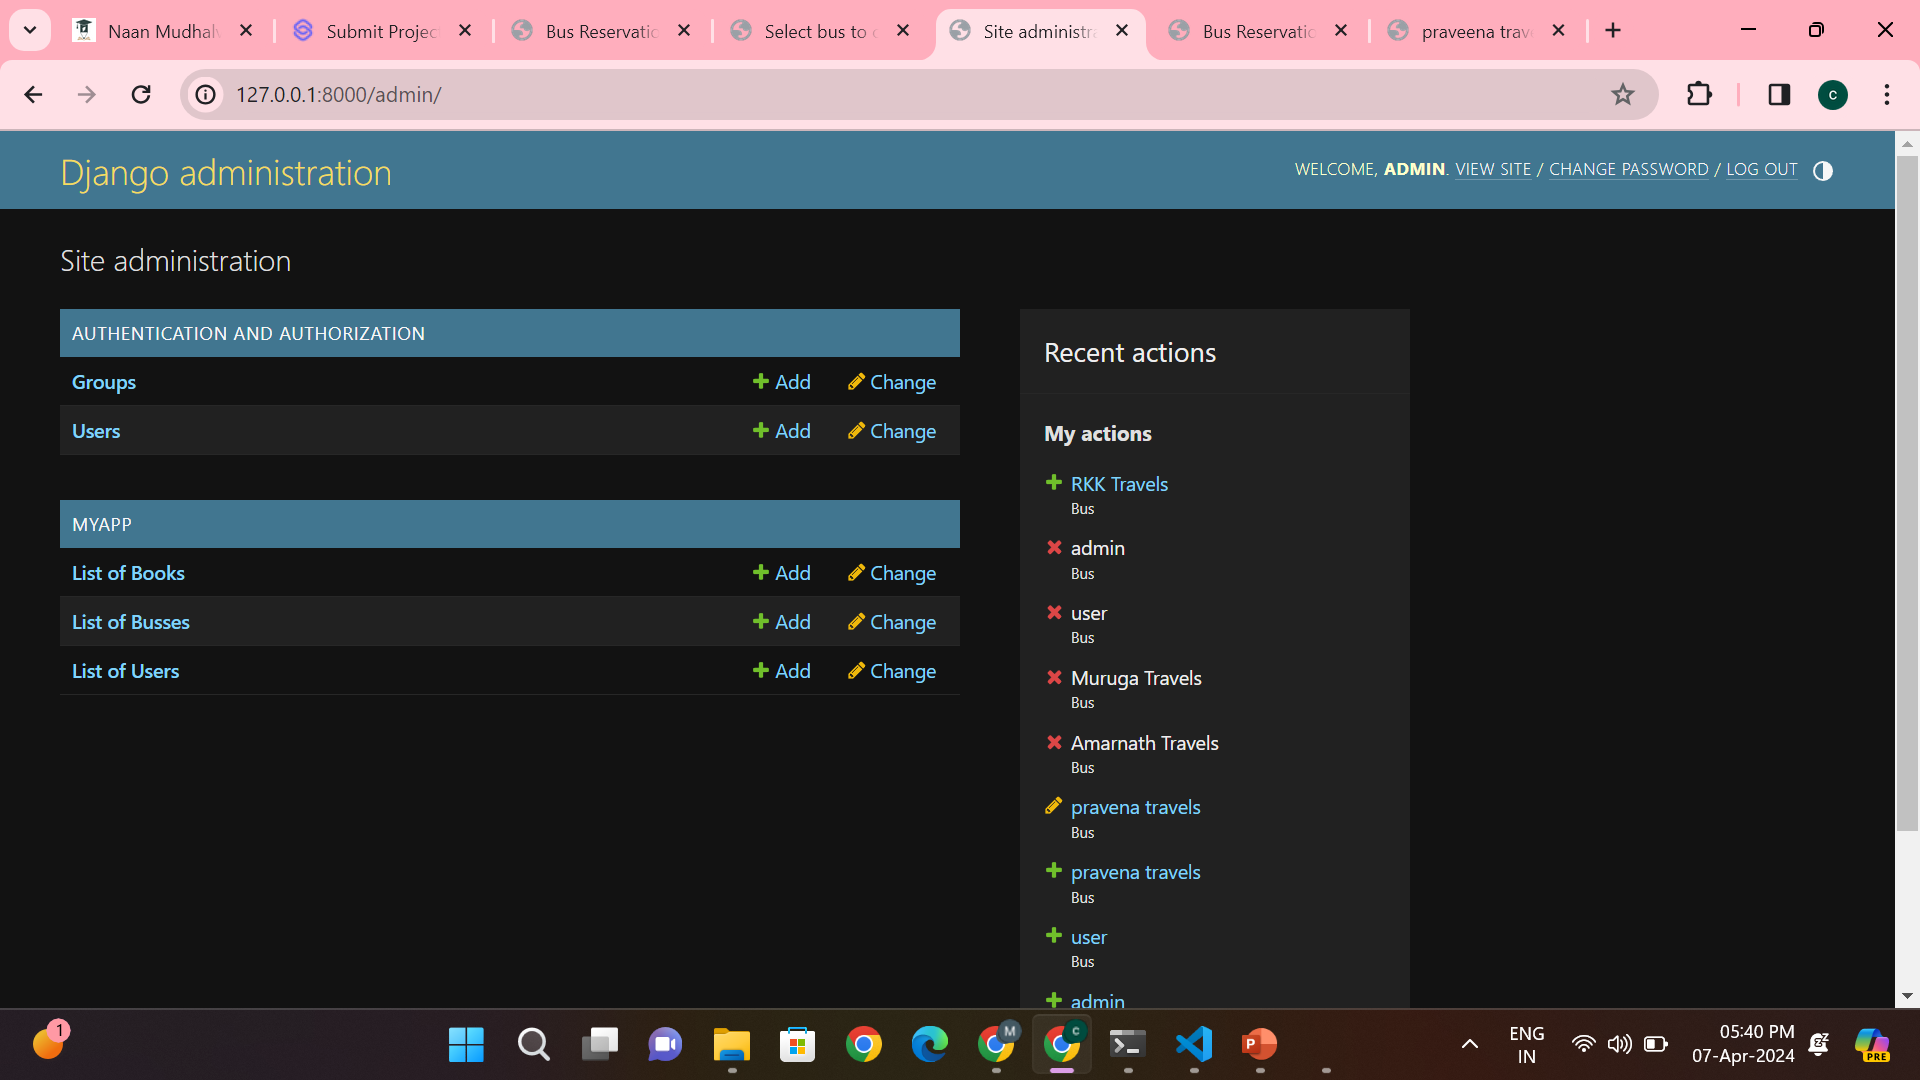 Naan Mudhal
Submit Project
Bus Reservatio
Select bus to
Site administra
Bus Reservatio
praveena trav
127.0.0.1:8000/admin/
C
Django administration
WELCOME, ADMIN. VIEW SITE / CHANGE PASSWORD / LOG OUT
Site administration
AUTHENTICATION AND AUTHORIZATION
Groups Add Change
Users Add Change
MYAPP
List of Books Add Change
List of Busses Add Change
List of Users Add Change
Recent actions
My actions
RKK Travels
Bus
admin
Bus
user
Bus
Muruga Travels
Bus
Amarnath Travels
Bus
pravena travels
Bus
pravena travels
Bus
user
Bus
admin
1
M
C
P
ENG
IN
05:40 PM
07-Apr-2024
PRE